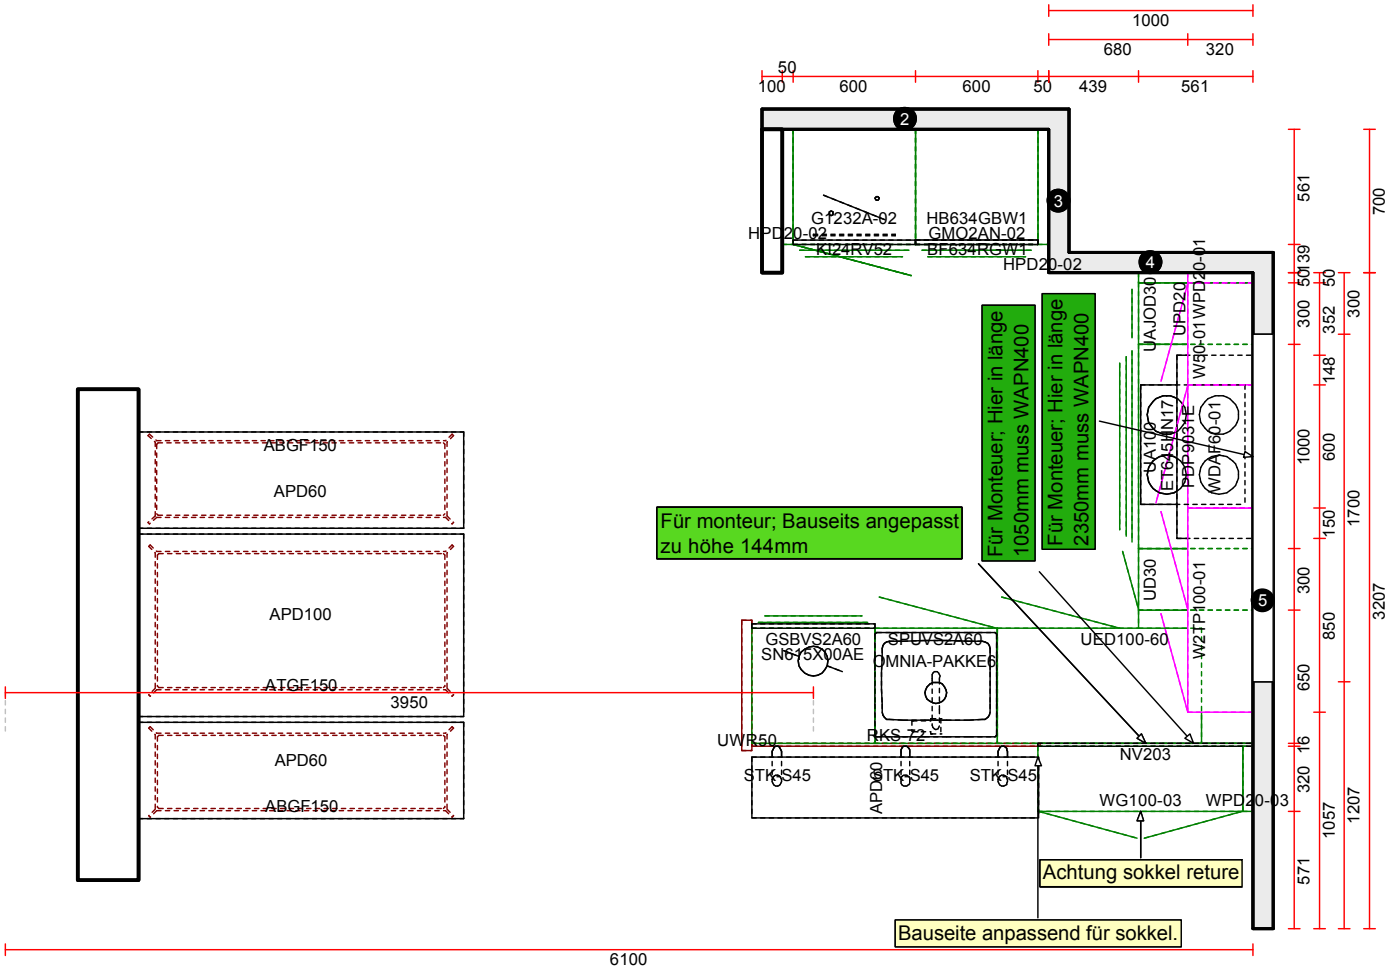 1000
680
320
50
100
600
600
50
439
561
2
3
4
5
G1232A-02
HB634GBW1
GMO2AN-02
HPD20-02
KI24RV52
BF634RGW1
HPD20-02
561
139
50
300
1000
300
650
16
320
571
50
352
148
600
150
850
1057
300
1700
1207
700
3207
UAJOD30
UPD20
WPD20-01
W50-01
UA100
PDP9031E
WDAF60-01
UD30
W2TP100-01
Für Monteuer; Hier in länge
1050mm muss WAPN400
Für Monteuer; Hier in länge
2350mm muss WAPN400
Für monteur; Bauseits angepasst
zu höhe 144mm
ABGF150
APD60
APD100
ATGF150
3950
APD60
ABGF150
GSBVS2A60
SN615X00AE
SPUVS2A60
OMNIA-PAKKE6
UED100-60
UWR50
RKS-72
NV203
STK-S45
STK-S45
STK-S45
APD60
WG100-03
WPD20-03
Achtung sokkel reture
Bauseite anpassend für sokkel.
6100